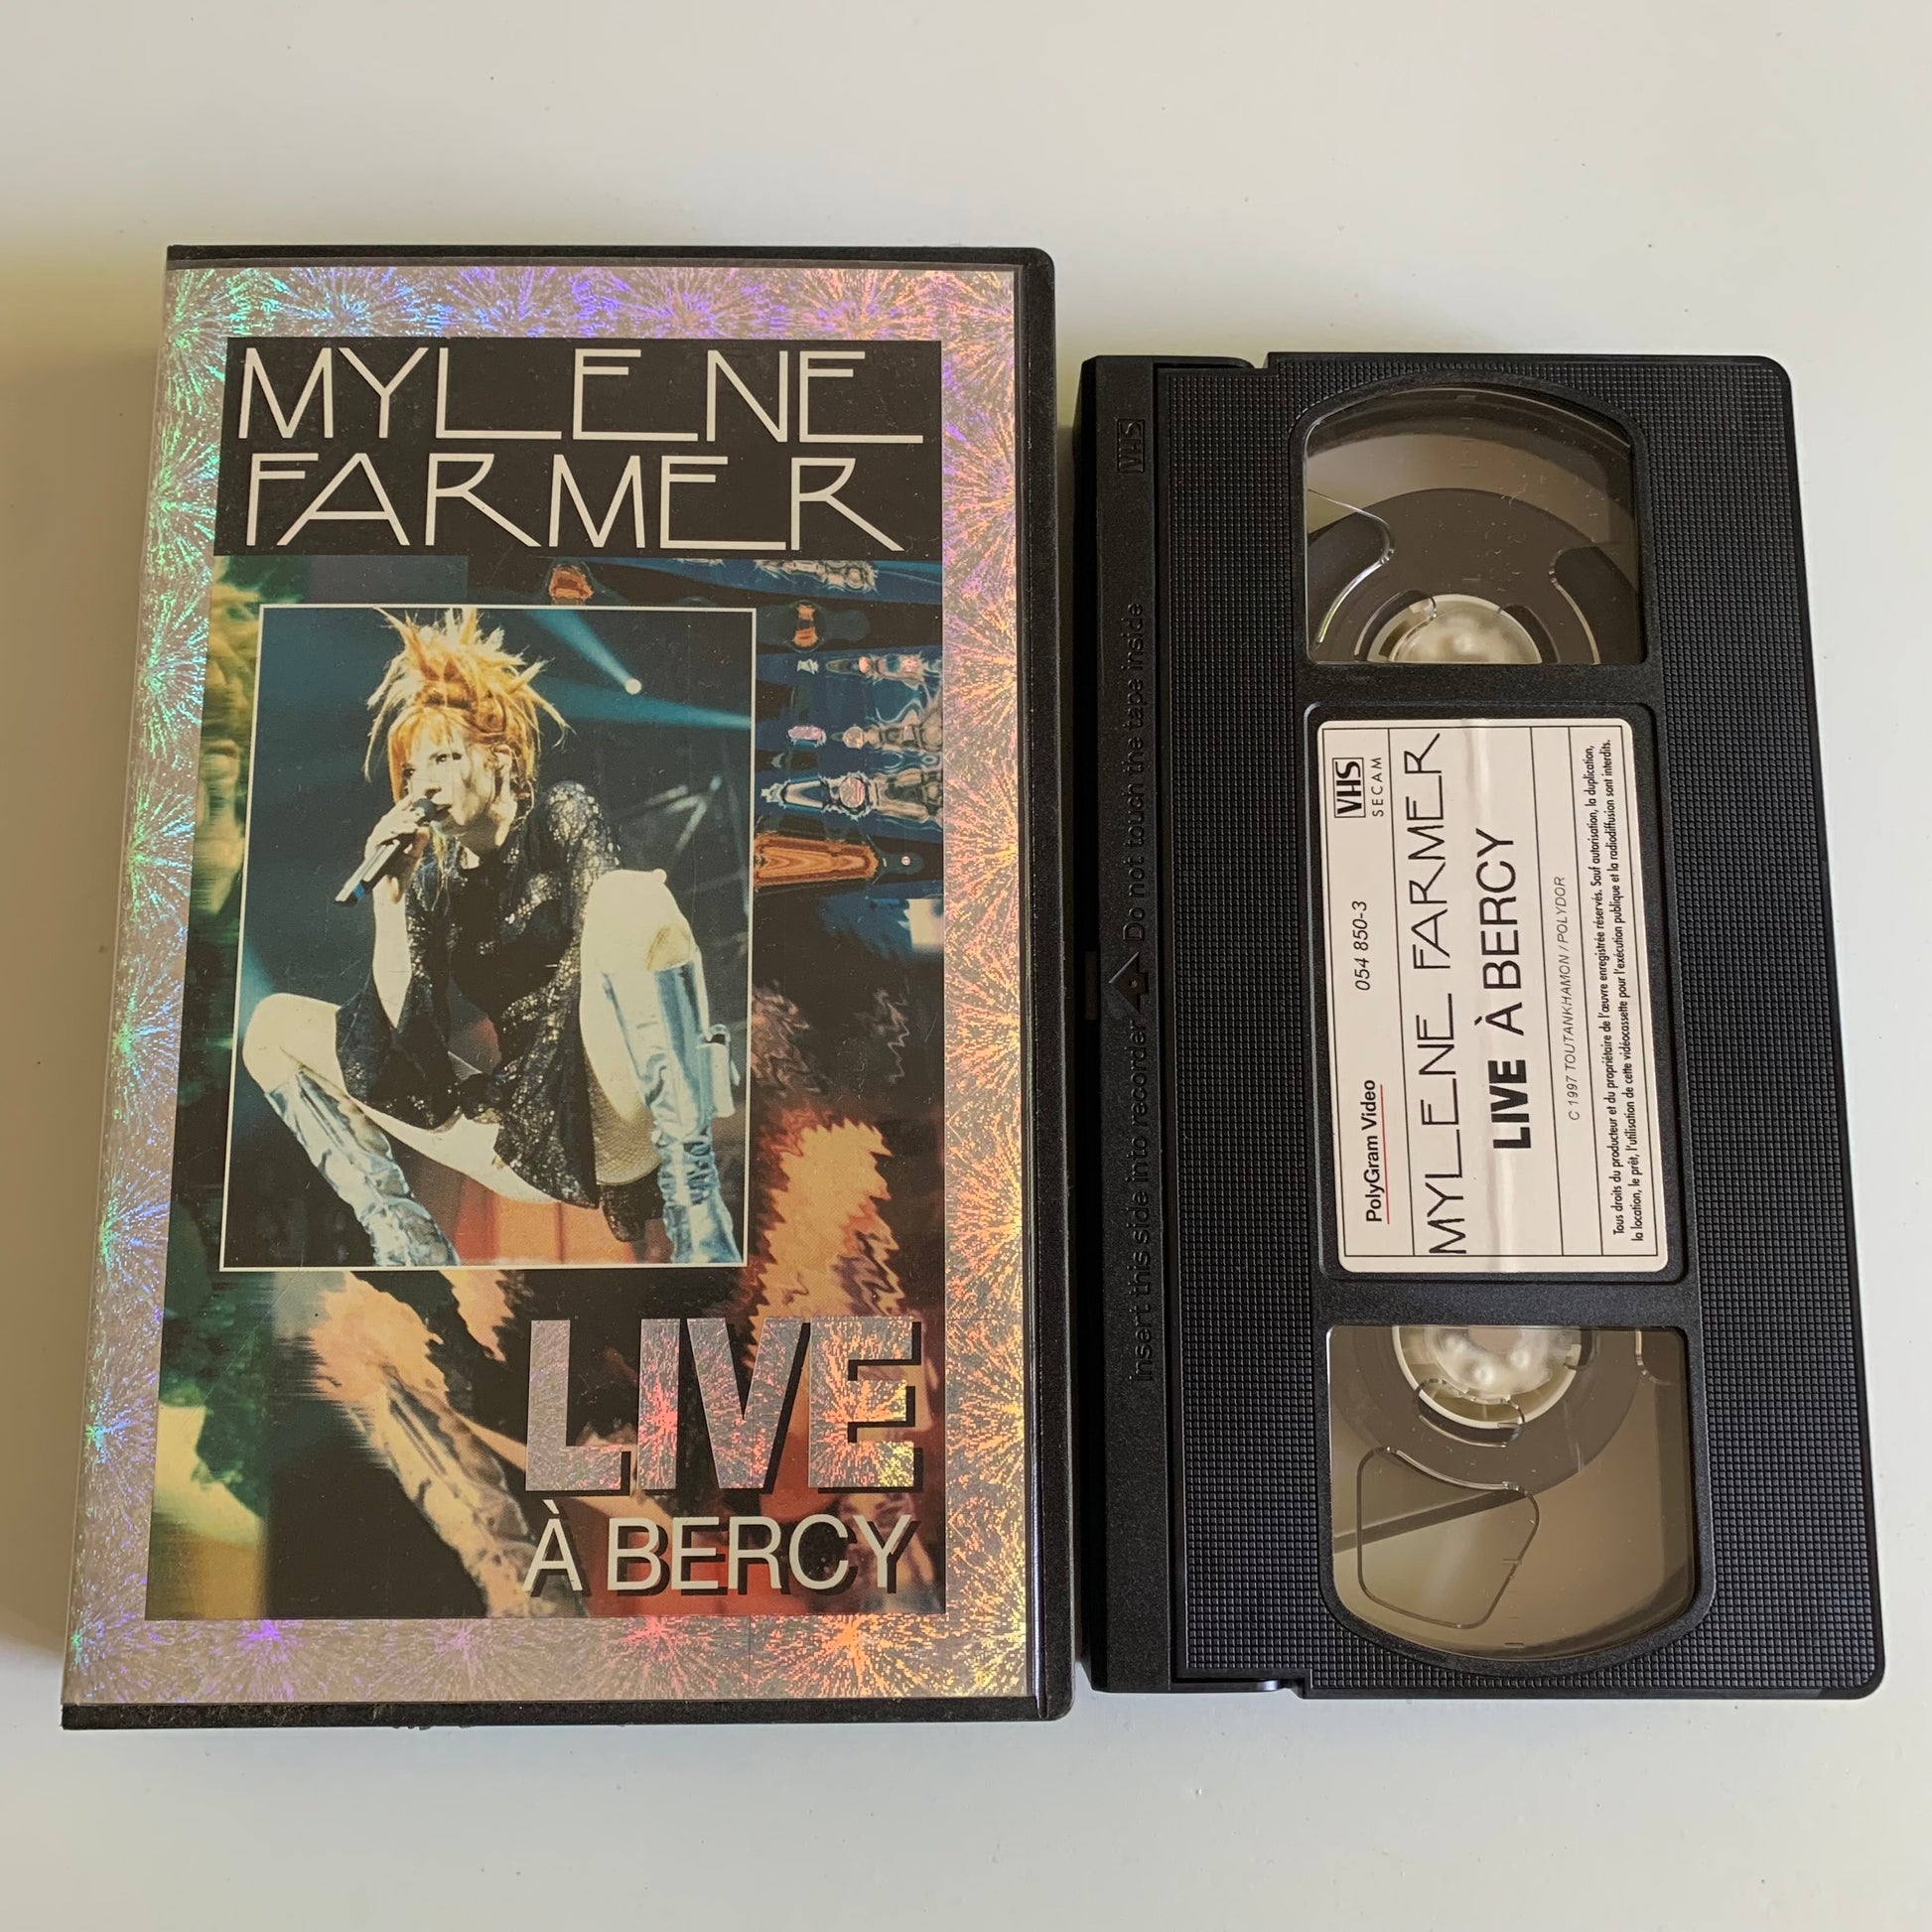 MYLENE
FARMER
LIVE
À BERCY
VHS
Insert this side into recorder Do not touch the tape inside
PolyGram Video 054 850-3 VHS
SECAM
MYLENE FARMER
LIVE À BERCY
C 1997 TOUTANKHAMON / POLYDOR
Tous droits du producteur et du propriétaire de l'œuvre enregistrée réservés. Sauf autorisation, la duplication,
la location, le prêt, l'utilisation de cette vidéocassette pour l'exécution publique et la radiodiffusion sont interdits.